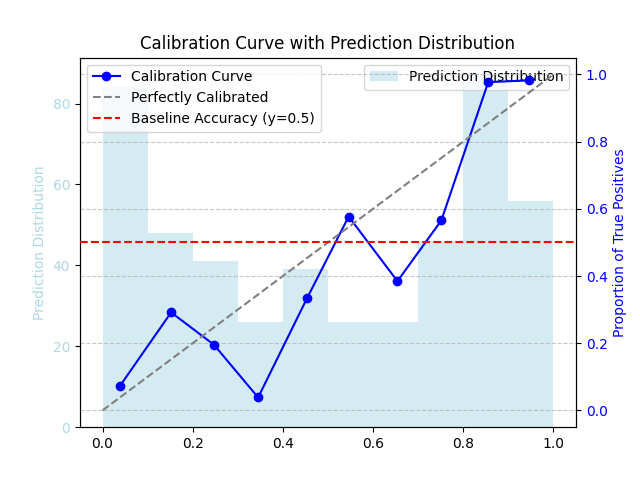 Calibration Curve with Prediction Distribution
Calibration Curve
Perfectly Calibrated
Baseline Accuracy (y=0.5)
Prediction Distribution
Prediction Distribution
80
60
40
20
0
0.0 0.2 0.4 0.6 0.8 1.0
1.0
0.8
0.6
0.4
0.2
0.0
Proportion of True Positives